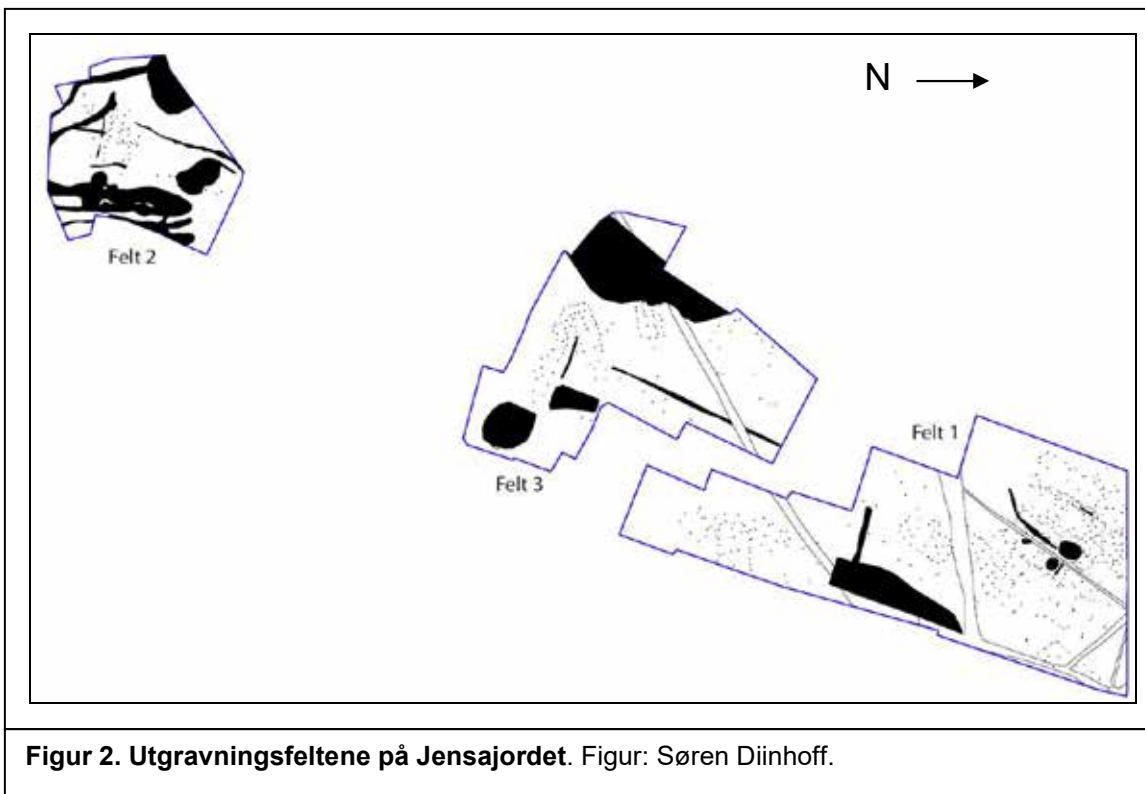 N
Felt 2
Felt 1
Felt 3
Figur 2. Utgravningsfeltene på Jensajordet. Figur: Søren Diinhoff.